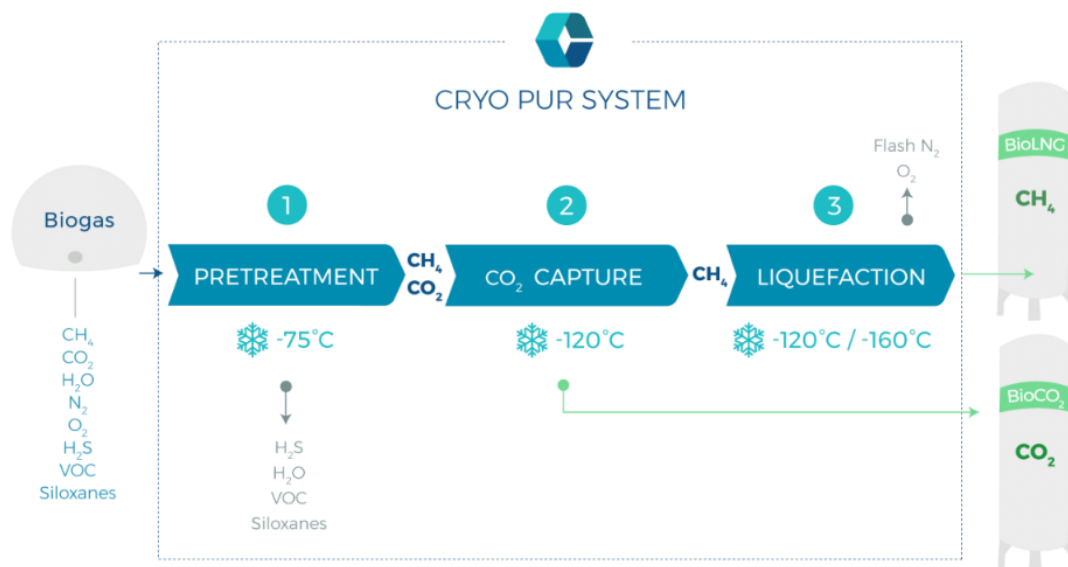 CRYO PUR SYSTEM
Biogas
CH₄
CO₂
H₂O
N₂
O₂
H₂S
VOC
Siloxanes
1
PRETREATMENT
-75°C
H₂S
H₂O
VOC
Siloxanes
CH₄
CO₂
2
CO₂ CAPTURE
-120°C
CH₄
3
LIQUEFACTION
-120°C / -160°C
Flash N₂
O₂
BioLNG
CH₄
BioCO₂
CO₂